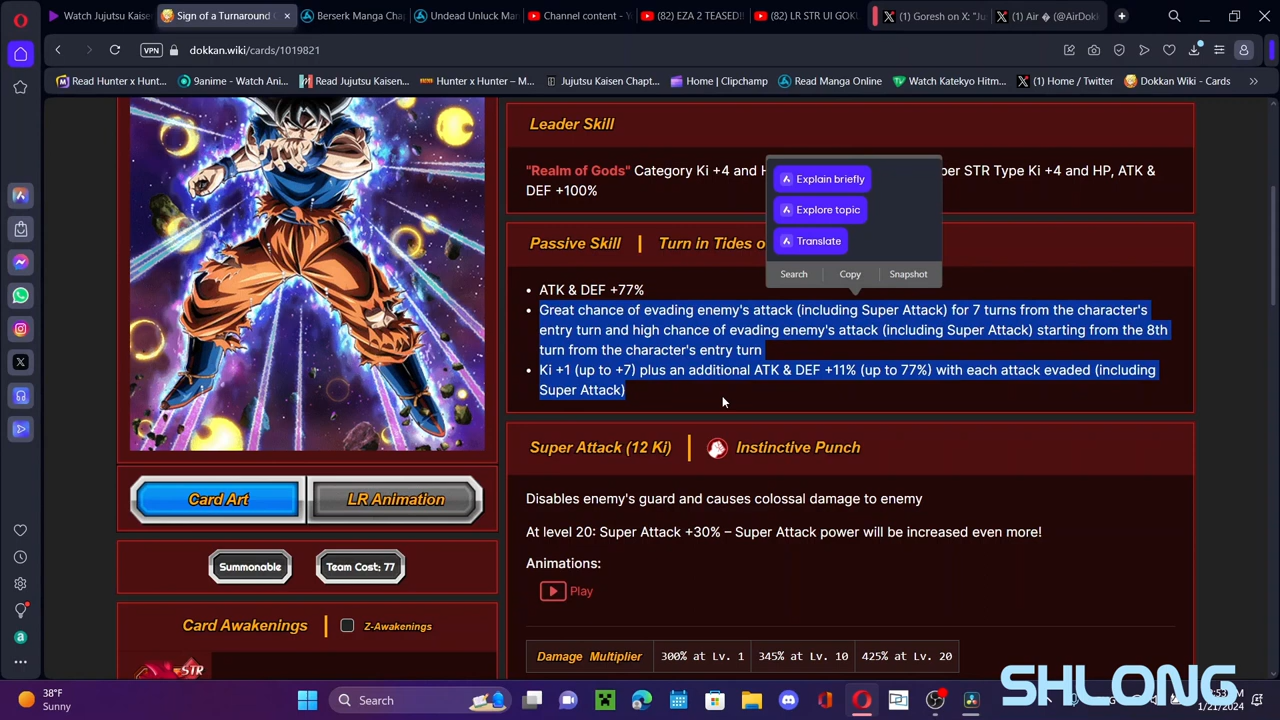 Watch Jujutsu Kaisen
Sign of a Turnaround
Berserk Manga Cha
Undead Unluck Man
Channel content - Yo
(82) EZA 2 TEASED!
(82) LR STR UI GOK
(1) Goresh on X: "Ju
(1) Air � (@AirDok
VPN
dokkan.wiki/cards/1019821
Read Hunter x Hunt...
9anime - Watch Ani...
Read Jujutsu Kaisen...
Hunter x Hunter – M...
Jujutsu Kaisen Chapt...
Home | Clipchamp
Read Manga Online
Watch Katekyo Hitm...
(1) Home / Twitter
Dokkan Wiki - Cards
Leader Skill
"Realm of Gods" Category Ki +4 and H
per STR Type Ki +4 and HP, ATK &
DEF +100%
Explain briefly
Explore topic
Translate
Search
Copy
Snapshot
Passive Skill
Turn in Tides o
ATK & DEF +77%
Great chance of evading enemy's attack (including Super Attack) for 7 turns from the character's
entry turn and high chance of evading enemy's attack (including Super Attack) starting from the 8th
turn from the character's entry turn
Ki +1 (up to +7) plus an additional ATK & DEF +11% (up to 77%) with each attack evaded (including
Super Attack)
Super Attack (12 Ki)
Instinctive Punch
Disables enemy's guard and causes colossal damage to enemy
At level 20: Super Attack +30% – Super Attack power will be increased even more!
Animations:
Play
Damage Multiplier
300% at Lv. 1
345% at Lv. 10
425% at Lv. 20
Card Art
LR Animation
Summonable
Team Cost: 77
Card Awakenings
Z-Awakenings
STR
38°F
Sunny
Search
1/21/2024
SHLONG